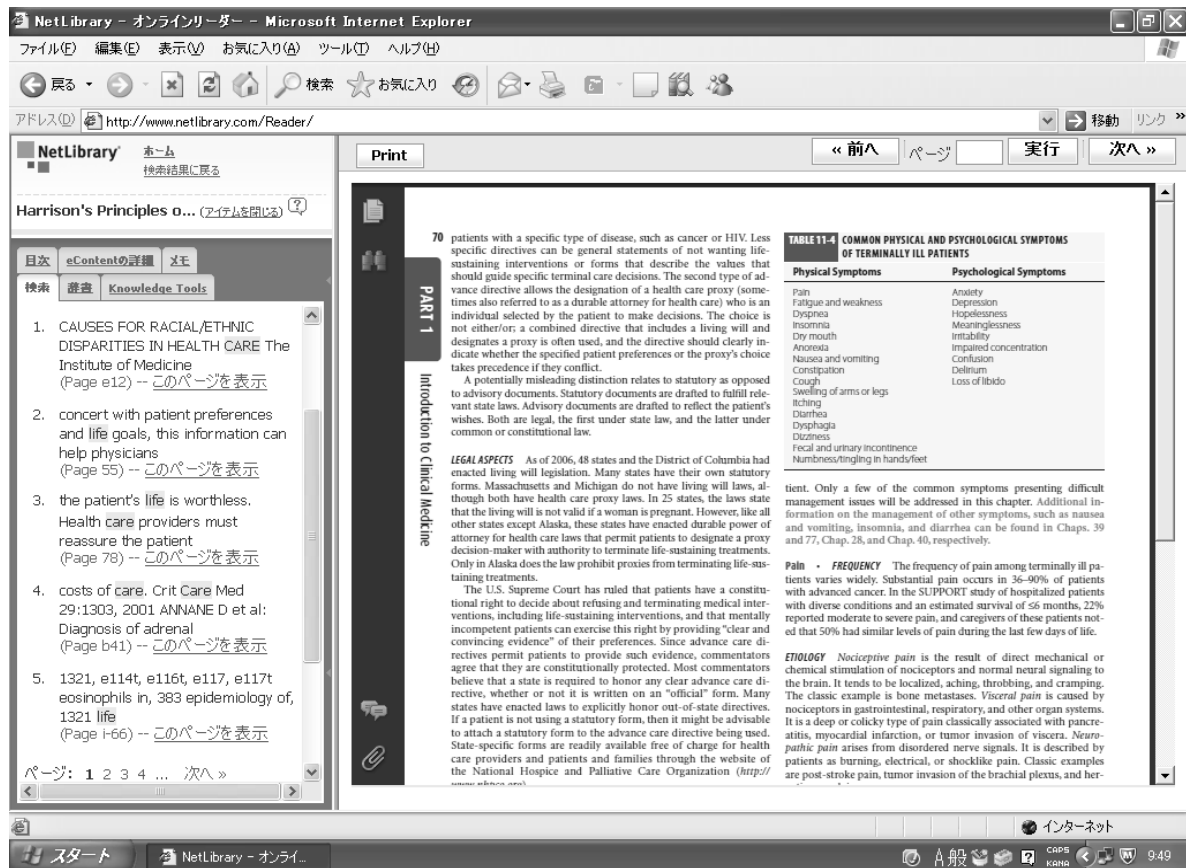 NetLibrary - オンラインリーダー - Microsoft Internet Explorer
ファイル(F) 編集(E) 表示(V) お気に入り(A) ツール(T) ヘルプ(H)
戻る 検索 お気に入り
アドレス(D) http://www.netlibrary.com/Reader/ 移動 リンク »
NetLibrary ホーム
検索結果に戻る
Harrison's Principles o... (アイテムを閉じる)
目次 eContentの詳細 メモ
検索 辞書 Knowledge Tools
1. CAUSES FOR RACIAL/ETHNIC
DISPARITIES IN HEALTH CARE The
Institute of Medicine
(Page e12) -- このページを表示
2. concert with patient preferences
and life goals, this information can
help physicians
(Page 55) -- このページを表示
3. the patient's life is worthless.
Health care providers must
reassure the patient
(Page 78) -- このページを表示
4. costs of care. Crit Care Med
29:1303, 2001 ANNANE D et al:
Diagnosis of adrenal
(Page b41) -- このページを表示
5. 1321, e114t, e116t, e117, e117t
eosinophils in, 383 epidemiology of,
1321 life
(Page i-66) -- このページを表示
ページ: 1 2 3 4 ... 次へ »
Print « 前へ ページ 実行 次へ »
70
PART 1
Introduction to Clinical Medicine
patients with a specific type of disease, such as cancer or HIV. Less
specific directives can be general statements of not wanting life-
sustaining interventions or forms that describe the values that
should guide specific terminal care decisions. The second type of ad-
vance directive allows the designation of a health care proxy (some-
times also referred to as a durable attorney for health care) who is an
individual selected by the patient to make decisions. The choice is
not either/or; a combined directive that includes a living will and
designates a proxy is often used, and the directive should clearly in-
dicate whether the specified patient preferences or the proxy's choice
takes precedence if they conflict.
A potentially misleading distinction relates to statutory as opposed
to advisory documents. Statutory documents are drafted to fulfill rele-
vant state laws. Advisory documents are drafted to reflect the patient's
wishes. Both are legal, the first under state law, and the latter under
common or constitutional law.
LEGAL ASPECTS As of 2006, 48 states and the District of Columbia had
enacted living will legislation. Many states have their own statutory
forms. Massachusetts and Michigan do not have living will laws, al-
though both have health care proxy laws. In 25 states, the laws state
that the living will is not valid if a woman is pregnant. However, like all
other states except Alaska, these states have enacted durable power of
attorney for health care laws that permit patients to designate a proxy
decision-maker with authority to terminate life-sustaining treatments.
Only in Alaska does the law prohibit proxies from terminating life-sus-
taining treatments.
The U.S. Supreme Court has ruled that patients have a constitu-
tional right to decide about refusing and terminating medical inter-
ventions, including life-sustaining interventions, and that mentally
incompetent patients can exercise this right by providing "clear and
convincing evidence" of their preferences. Since advance care di-
rectives permit patients to provide such evidence, commentators
agree that they are constitutionally protected. Most commentators
believe that a state is required to honor any clear advance care di-
rective, whether or not it is written on an "official" form. Many
states have enacted laws to explicitly honor out-of-state directives.
If a patient is not using a statutory form, then it might be advisable
to attach a statutory form to the advance care directive being used.
State-specific forms are readily available free of charge for health
care providers and patients and families through the website of
the National Hospice and Palliative Care Organization (http://
TABLE 11-4 COMMON PHYSICAL AND PSYCHOLOGICAL SYMPTOMS
OF TERMINALLY ILL PATIENTS
Physical Symptoms Psychological Symptoms
Pain Anxiety
Fatigue and weakness Depression
Dyspnea Hopelessness
Insomnia Meaninglessness
Dry mouth Irritability
Anorexia Impaired concentration
Nausea and vomiting Confusion
Constipation Delirium
Cough Loss of libido
Swelling of arms or legs
Itching
Diarrhea
Dysphagia
Dizziness
Fecal and urinary incontinence
Numbness/tingling in hands/feet
tient. Only a few of the common symptoms presenting difficult
management issues will be addressed in this chapter. Additional in-
formation on the management of other symptoms, such as nausea
and vomiting, insomnia, and diarrhea can be found in Chaps. 39
and 77, Chap. 28, and Chap. 40, respectively.
Pain • FREQUENCY The frequency of pain among terminally ill pa-
tients varies widely. Substantial pain occurs in 36–90% of patients
with advanced cancer. In the SUPPORT study of hospitalized patients
with diverse conditions and an estimated survival of ≤6 months, 22%
reported moderate to severe pain, and caregivers of these patients not-
ed that 50% had similar levels of pain during the last few days of life.
ETIOLOGY Nociceptive pain is the result of direct mechanical or
chemical stimulation of nociceptors and normal neural signaling to
the brain. It tends to be localized, aching, throbbing, and cramping.
The classic example is bone metastases. Visceral pain is caused by
nociceptors in gastrointestinal, respiratory, and other organ systems.
It is a deep or colicky type of pain classically associated with pancre-
atitis, myocardial infarction, or tumor invasion of viscera. Neuro-
pathic pain arises from disordered nerve signals. It is described by
patients as burning, electrical, or shocklike pain. Classic examples
are post-stroke pain, tumor invasion of the brachial plexus, and her-
インターネット
スタート NetLibrary - オンライ... A 般 CAPS KANA 9:49